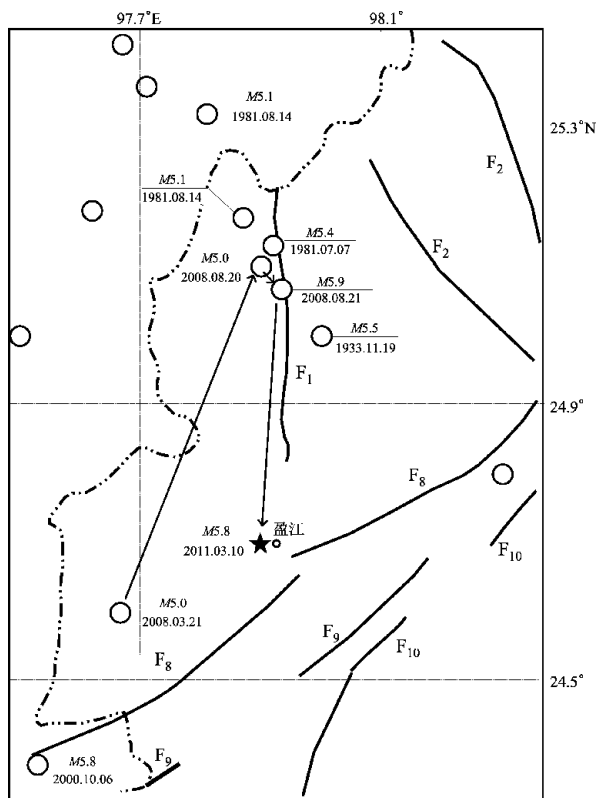 97.7°E
98.1°
M5.1
1981.08.14
25.3°N
F2
M5.1
1981.08.14
M5.4
1981.07.07
F2
M5.0
2008.08.20
M5.9
2008.08.21
M5.5
1933.11.19
F1
24.9°
F8
盈江
M5.8
2011.03.10
F10
M5.0
2008.03.21
F8
F9
F10
24.5°
F9
M5.8
2000.10.06